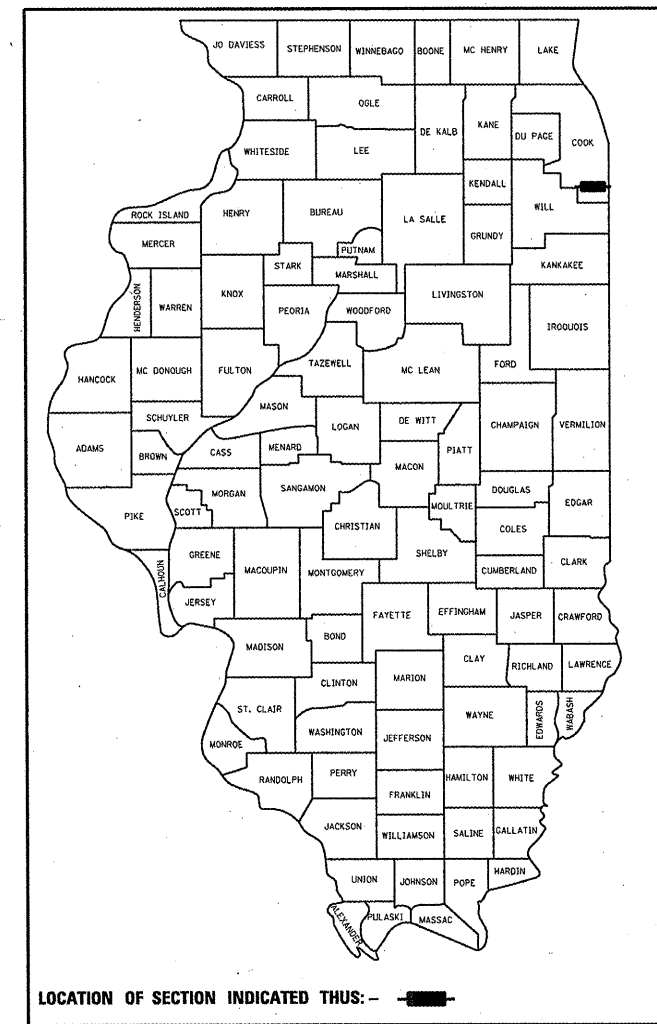 JO DAVIESS
STEPHENSON
WINNEBAGO
BOONE
MC HENRY
LAKE
CARROLL
OGLE
DE KALB
KANE
DU PAGE
COOK
WHITESIDE
LEE
KENDALL
WILL
ROCK ISLAND
HENRY
BUREAU
LA SALLE
GRUNDY
MERCER
PUTNAM
KANKAKEE
STARK
MARSHALL
HENDERSON
WARREN
KNOX
PEORIA
WOODFORD
LIVINGSTON
IROQUOIS
HANCOCK
MC DONOUGH
FULTON
TAZEWELL
MC LEAN
FORD
MASON
SCHUYLER
LOGAN
DE WITT
CHAMPAIGN
VERMILION
ADAMS
BROWN
CASS
MENARD
PIATT
MACON
MORGAN
SANGAMON
DOUGLAS
EDGAR
PIKE
SCOTT
CHRISTIAN
MOULTRIE
COLES
GREENE
MACOUPIN
MONTGOMERY
SHELBY
CUMBERLAND
CLARK
CALHOUN
JERSEY
FAYETTE
EFFINGHAM
JASPER
CRAWFORD
MADISON
BOND
CLAY
RICHLAND
LAWRENCE
CLINTON
MARION
ST. CLAIR
WAYNE
EDWARDS
WABASH
WASHINGTON
JEFFERSON
MONROE
RANDOLPH
PERRY
HAMILTON
WHITE
FRANKLIN
JACKSON
WILLIAMSON
SALINE
GALLATIN
UNION
JOHNSON
POPE
HARDIN
ALEXANDER
PULASKI
MASSAC
LOCATION OF SECTION INDICATED THUS:-